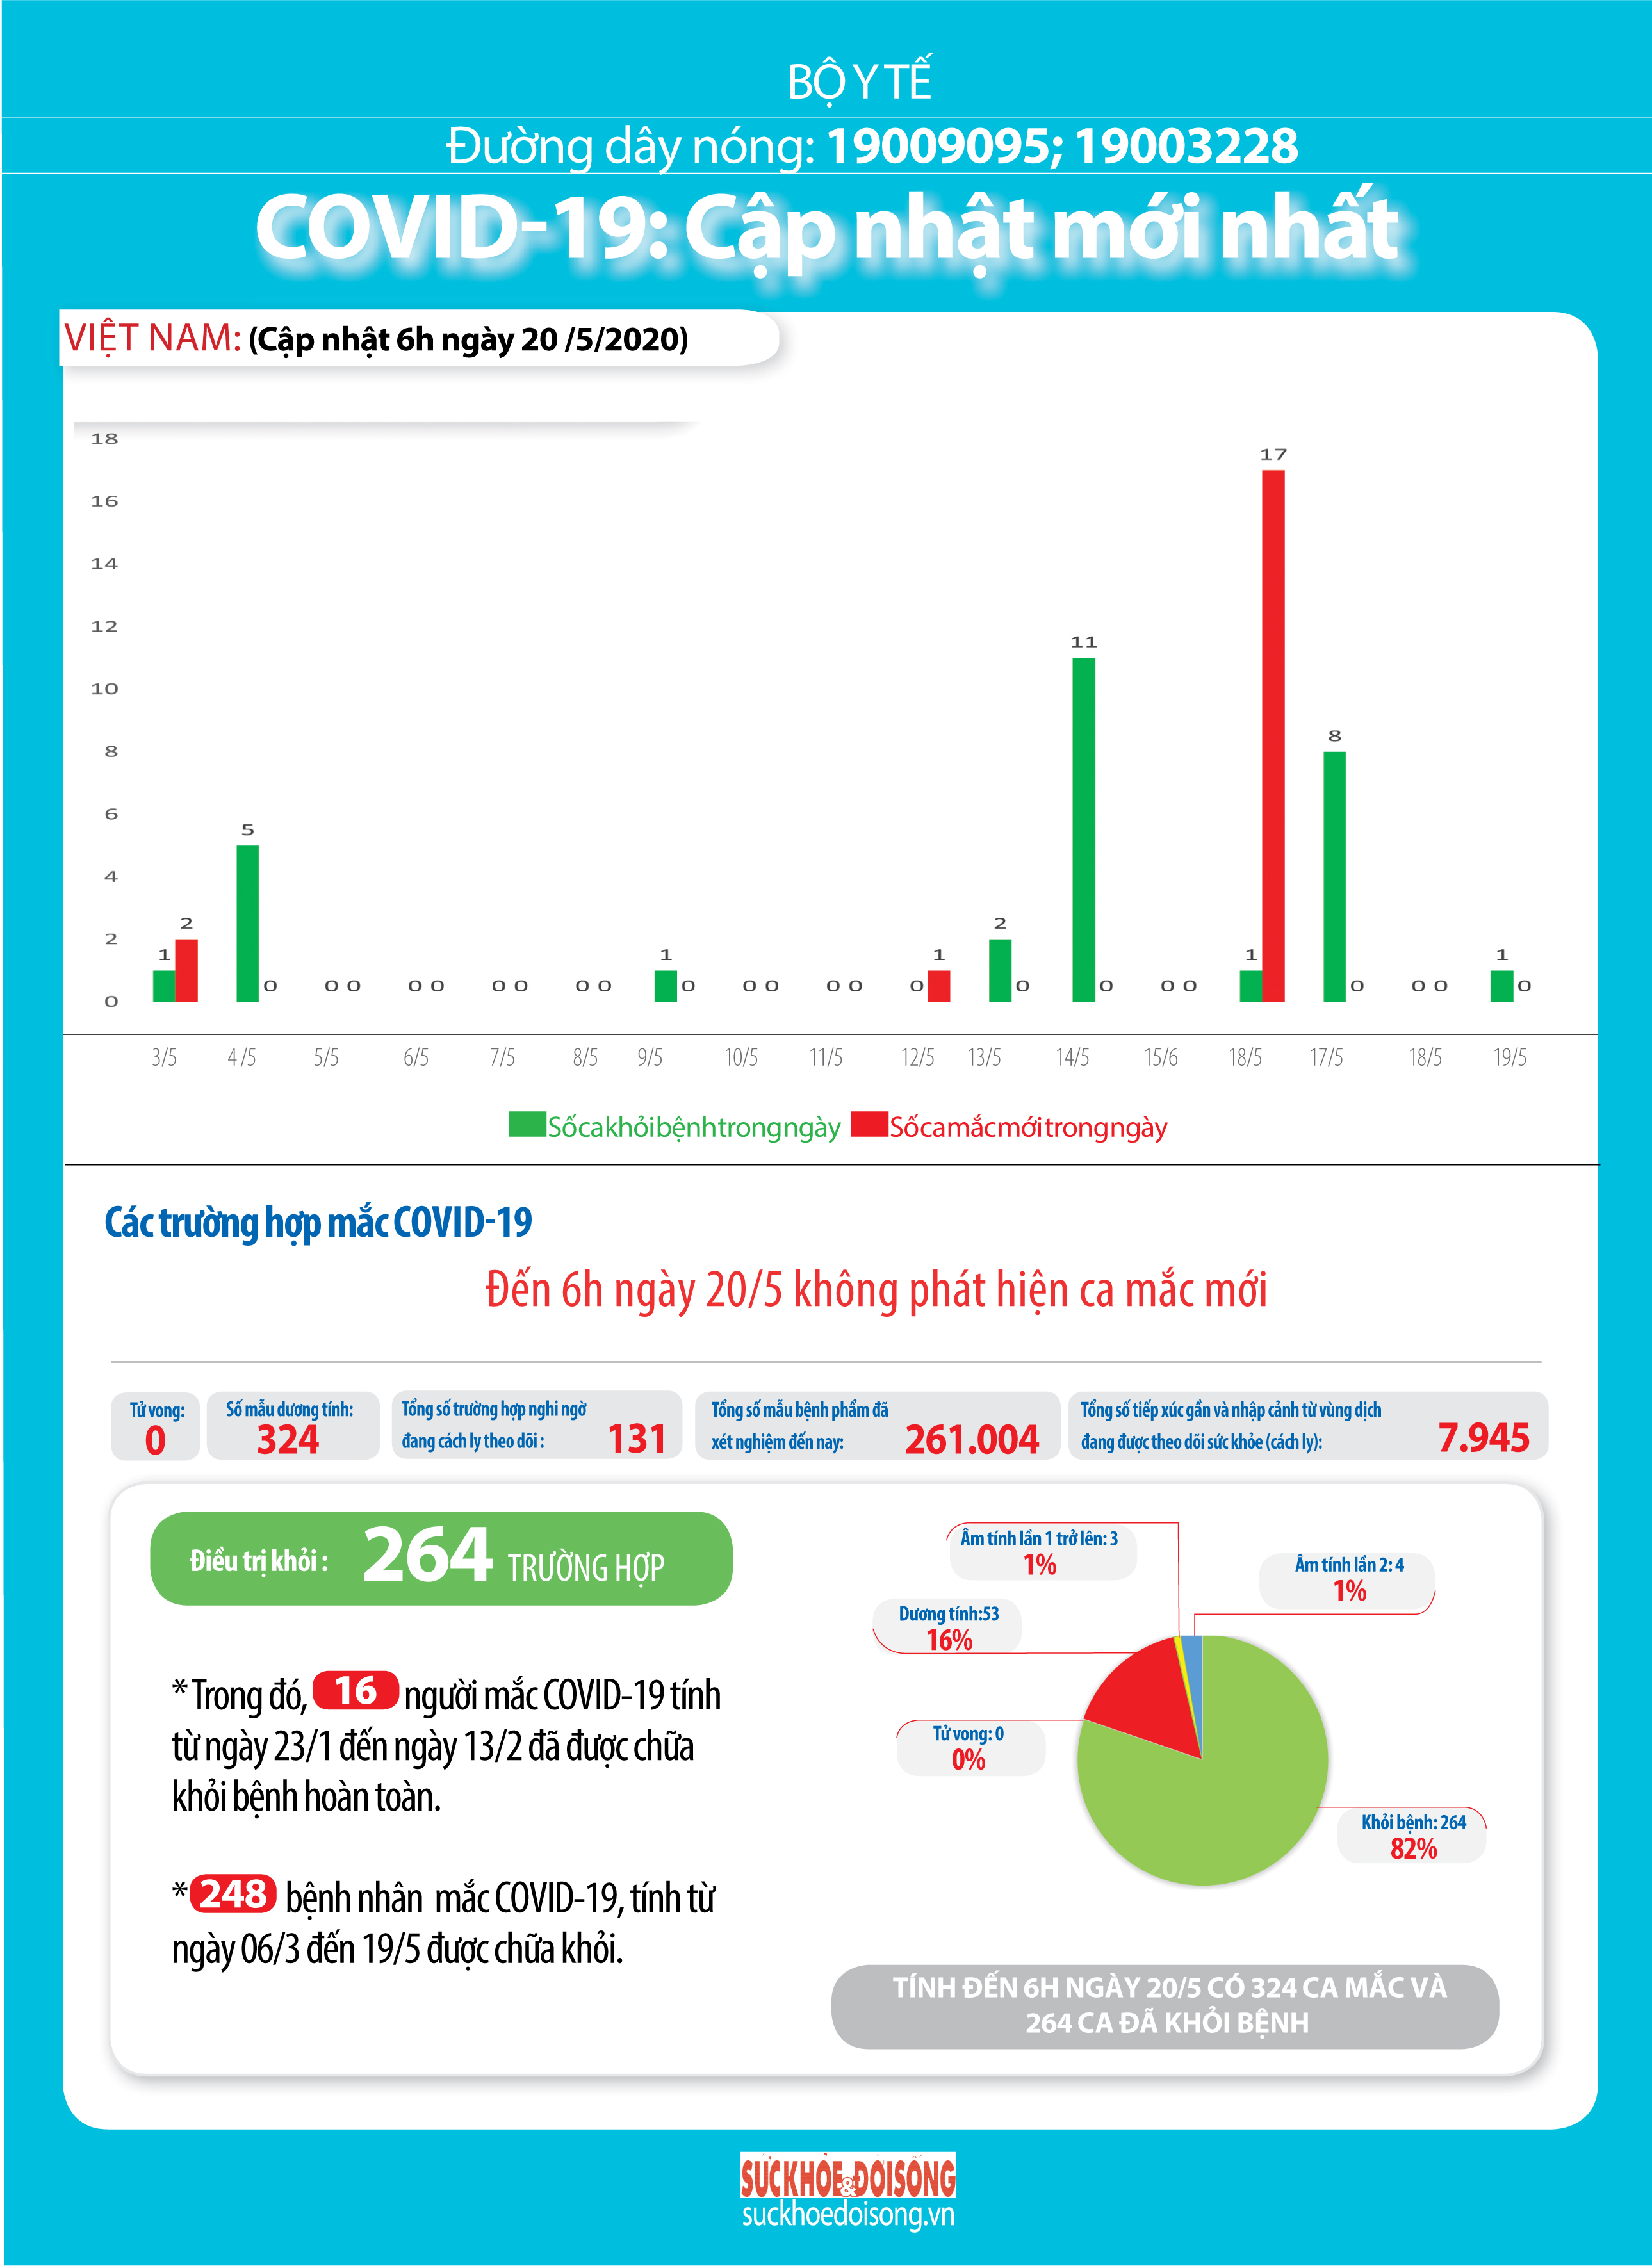 BỘ Y TẾ
Đường dây nóng: 19009095; 19003228
COVID-19: Cập nhật mới nhất
VIỆT NAM: (Cập nhật 6h ngày 20 /5/2020)
18
16
14
12
10
8
6
4
2
0
1 2 5 0 0 0 0 0 0 0 0 0 1 0 0 0 0 0 0 1 2 0 11 0 0 0 1 17 8 0 0 0 1 0
3/5 4 /5 5/5 6/5 7/5 8/5 9/5 10/5 11/5 12/5 13/5 14/5 15/6 18/5 17/5 18/5 19/5
Số ca khỏi bệnh trong ngày Số ca mắc mới trong ngày
Các trường hợp mắc COVID-19
Đến 6h ngày 20/5 không phát hiện ca mắc mới
Tử vong:
0
Số mẫu dương tính:
324
Tổng số trường hợp nghi ngờ
đang cách ly theo dõi : 131
Tổng số mẫu bệnh phẩm đã
xét nghiệm đến nay: 261.004
Tổng số tiếp xúc gần và nhập cảnh từ vùng dịch
đang được theo dõi sức khỏe (cách ly): 7.945
Điều trị khỏi : 264 TRƯỜNG HỢP
* Trong đó, 16 người mắc COVID-19 tính
từ ngày 23/1 đến ngày 13/2 đã được chữa
khỏi bệnh hoàn toàn.
* 248 bệnh nhân mắc COVID-19, tính từ
ngày 06/3 đến 19/5 được chữa khỏi.
Âm tính lần 1 trở lên: 3
1%
Âm tính lần 2: 4
1%
Dương tính:53
16%
Tử vong: 0
0%
Khỏi bệnh: 264
82%
TÍNH ĐẾN 6H NGÀY 20/5 CÓ 324 CA MẮC VÀ
264 CA ĐÃ KHỎI BỆNH
SỨC KHỎE & ĐỜI SỐNG
suckhoedoisong.vn